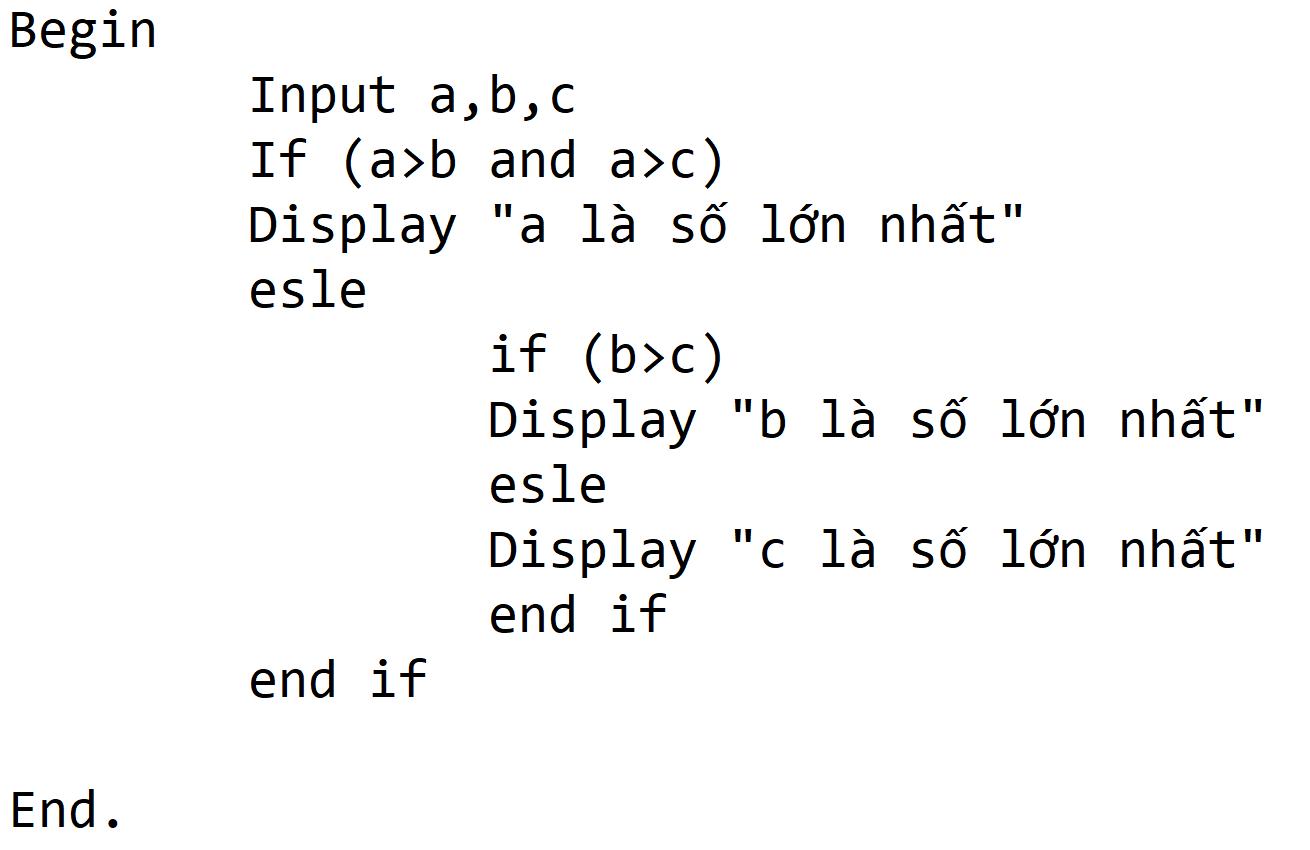 Begin
Input a,b,c
If (a>b and a>c)
Display "a là số lớn nhất"
esle
if (b>c)
Display "b là số lớn nhất"
esle
Display "c là số lớn nhất"
end if
end if
End.